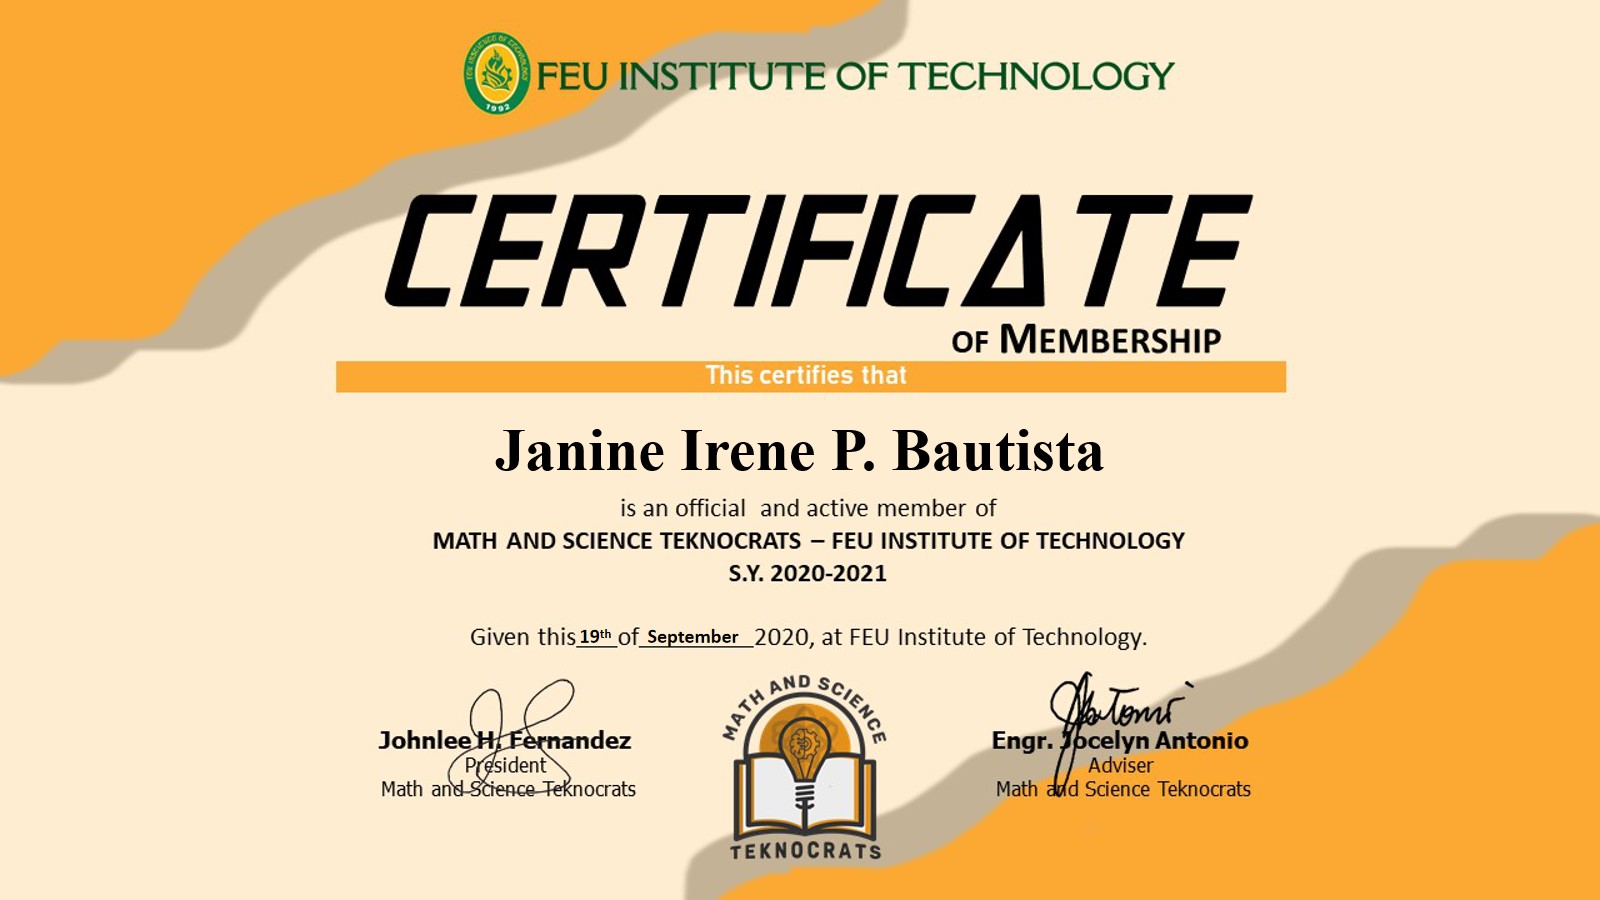 FEU INSTITUTE OF TECHNOLOGY
1992
CERTIFICATE
OF MEMBERSHIP
This certifies that
Janine Irene P. Bautista
is an official and active member of
MATH AND SCIENCE TEKNOCRATS – FEU INSTITUTE OF TECHNOLOGY
S.Y. 2020-2021
Given this 19th of September 2020, at FEU Institute of Technology.
Johnlee H. Fernandez
President
Math and Science Teknocrats
MATH AND SCIENCE
TEKNOCRATS
Engr. Jocelyn Antonio
Adviser
Math and Science Teknocrats